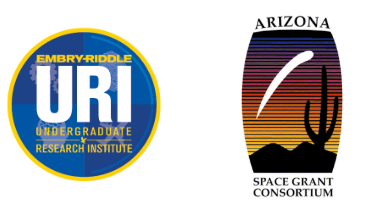 EMBRY-RIDDLE
URI
UNDERGRADUATE
RESEARCH INSTITUTE
ARIZONA
SPACE GRANT
CONSORTIUM